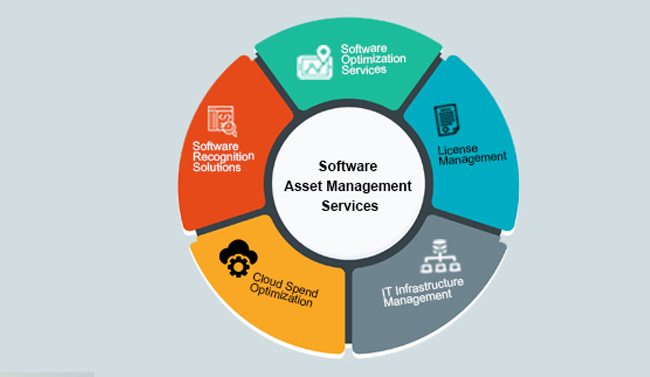 Software
Optimization
Services
License
Management
IT Infrastructure
Management
Cloud Spend
Optimization
Software
Recognition
Solutions
Software
Asset Management
Services